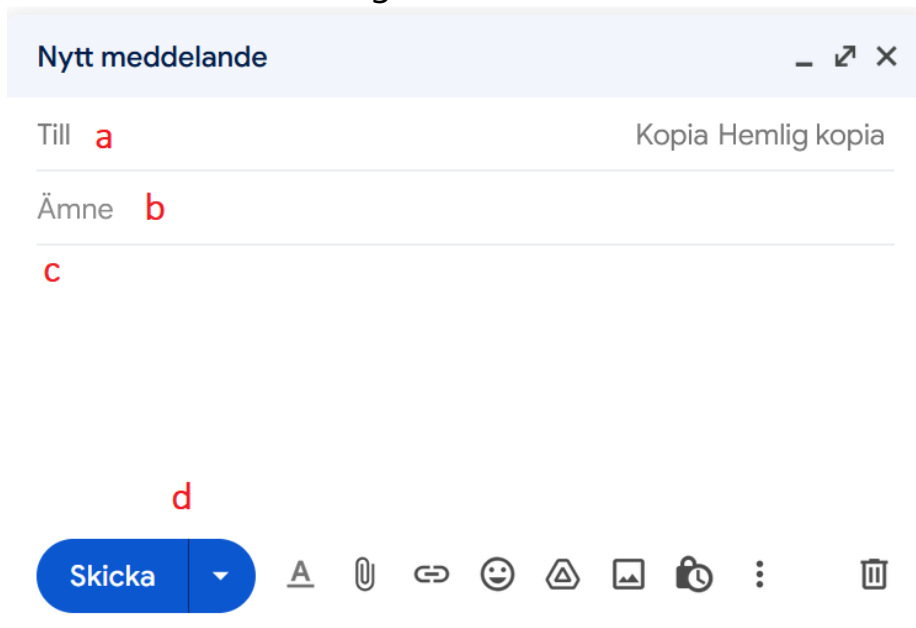 Nytt meddelande
Till a Kopia Hemlig kopia
Ämne b
c
d
Skicka A